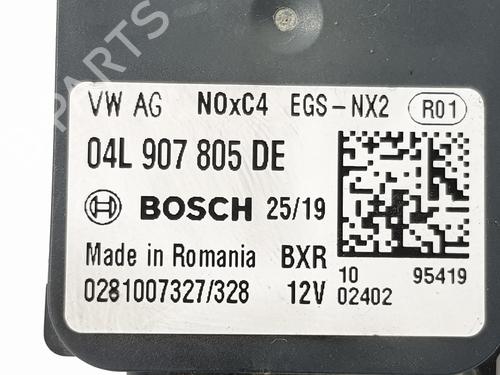 PARTS
VW AG NOxC4 EGS-NX2 R01
04L 907 805 DE
BOSCH 25/19
Made in Romania BXR 10 95419
0281007327/328 12V 02402